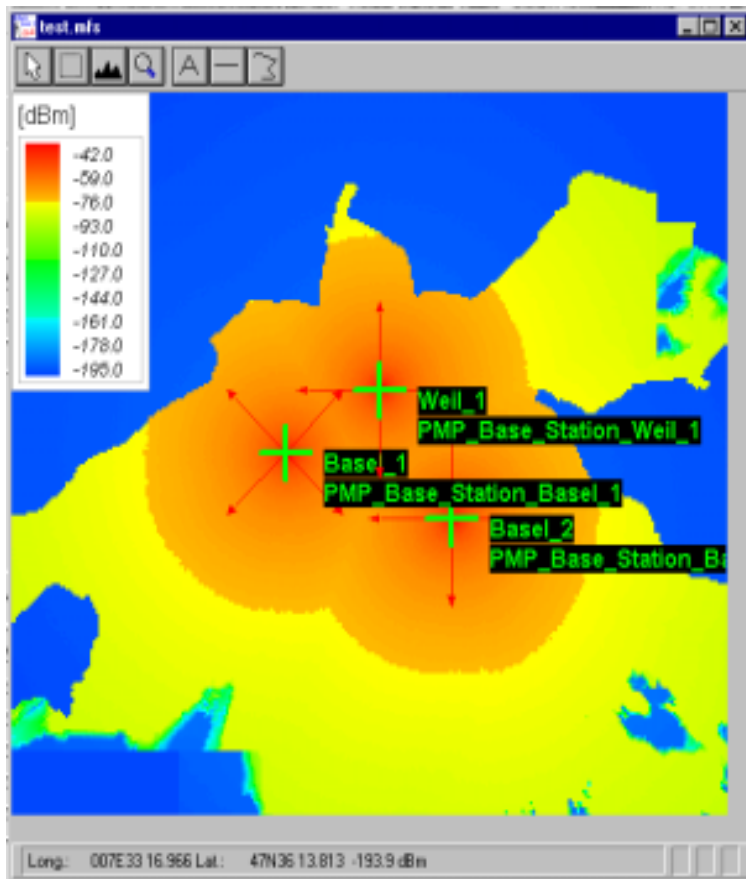 test.mfs
A
[dBm]
-42.0
-59.0
-76.0
-93.0
-110.0
-127.0
-144.0
-161.0
-178.0
-195.0
Weil_1
PMP_Base_Station_Weil_1
Basel_1
PMP_Base_Station_Basel_1
Basel_2
PMP_Base_Station_Ba
Long.: 007E33 16.966 Lat.: 47N36 13.813 -193.9 dBm